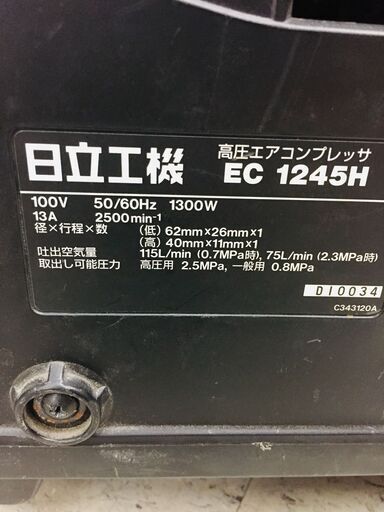 日立工機 高圧エアコンプレッサ EC 1245H
100V 50/60Hz 1300W
13A 2500min-1
径×行程×数 (低) 62mm×26mm×1
(高) 40mm×11mm×1
吐出空気量 115L/min (0.7MPa時), 75L/min (2.3MPa時)
取出し可能圧力 高圧用 2.5MPa, 一般用 0.8MPa
DI0034
C343120A